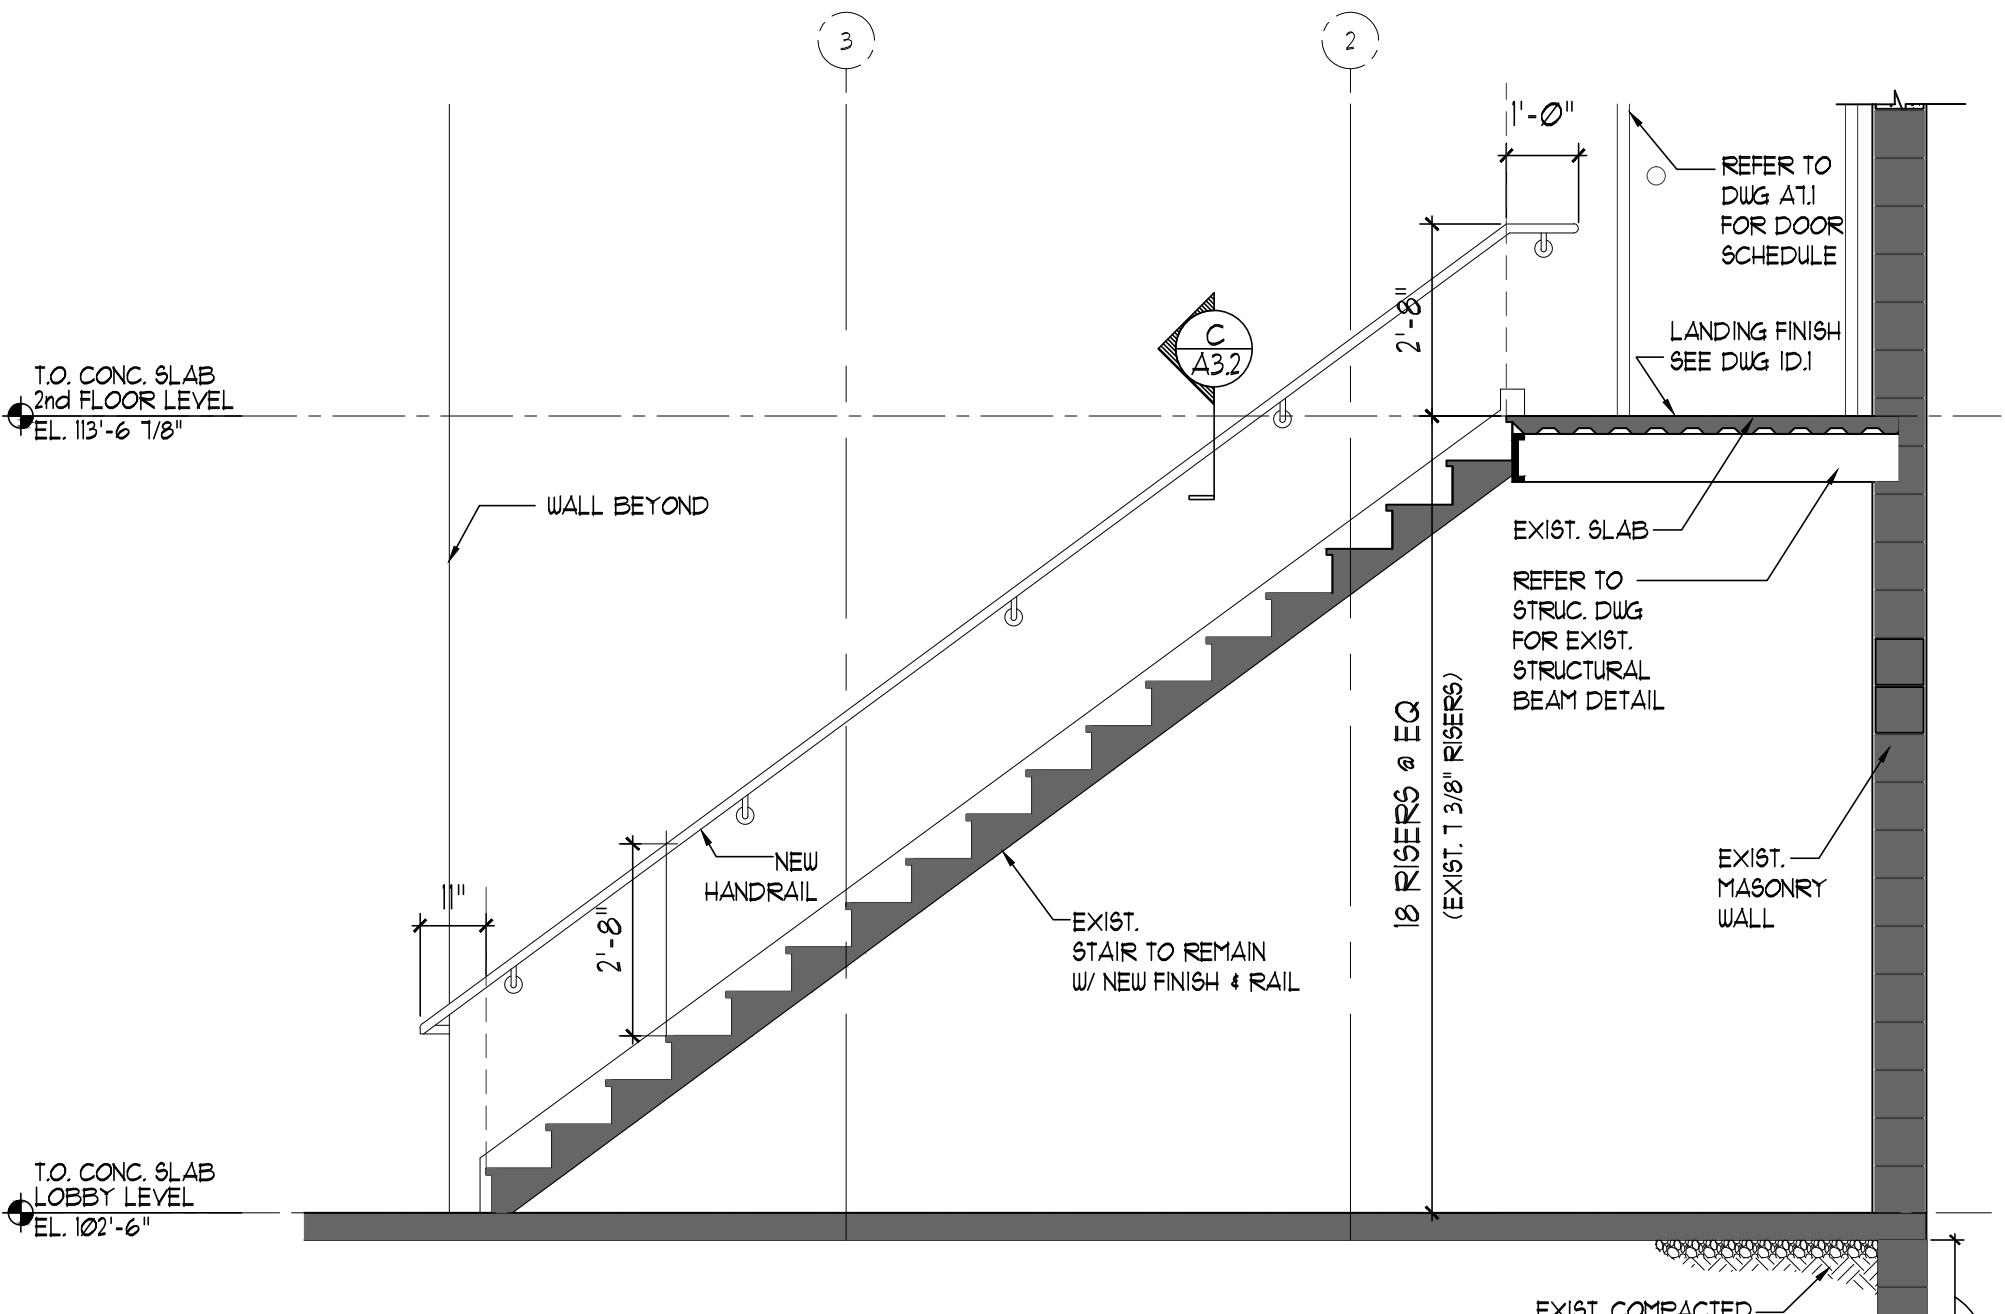 3
2
1'-0"
REFER TO
DWG A7.1
FOR DOOR
SCHEDULE
2'-8"
C
A3.2
LANDING FINISH
SEE DWG ID.1
T.O. CONC. SLAB
2nd FLOOR LEVEL
EL. 113'-6 7/8"
WALL BEYOND
EXIST. SLAB
REFER TO
STRUC. DWG
FOR EXIST.
STRUCTURAL
BEAM DETAIL
18 RISERS @ EQ
(EXIST. 7 3/8" RISERS)
NEW
HANDRAIL
11"
2'-8"
EXIST.
STAIR TO REMAIN
W/ NEW FINISH & RAIL
EXIST.
MASONRY
WALL
T.O. CONC. SLAB
LOBBY LEVEL
EL. 102'-6"
EXIST. COMPACTED